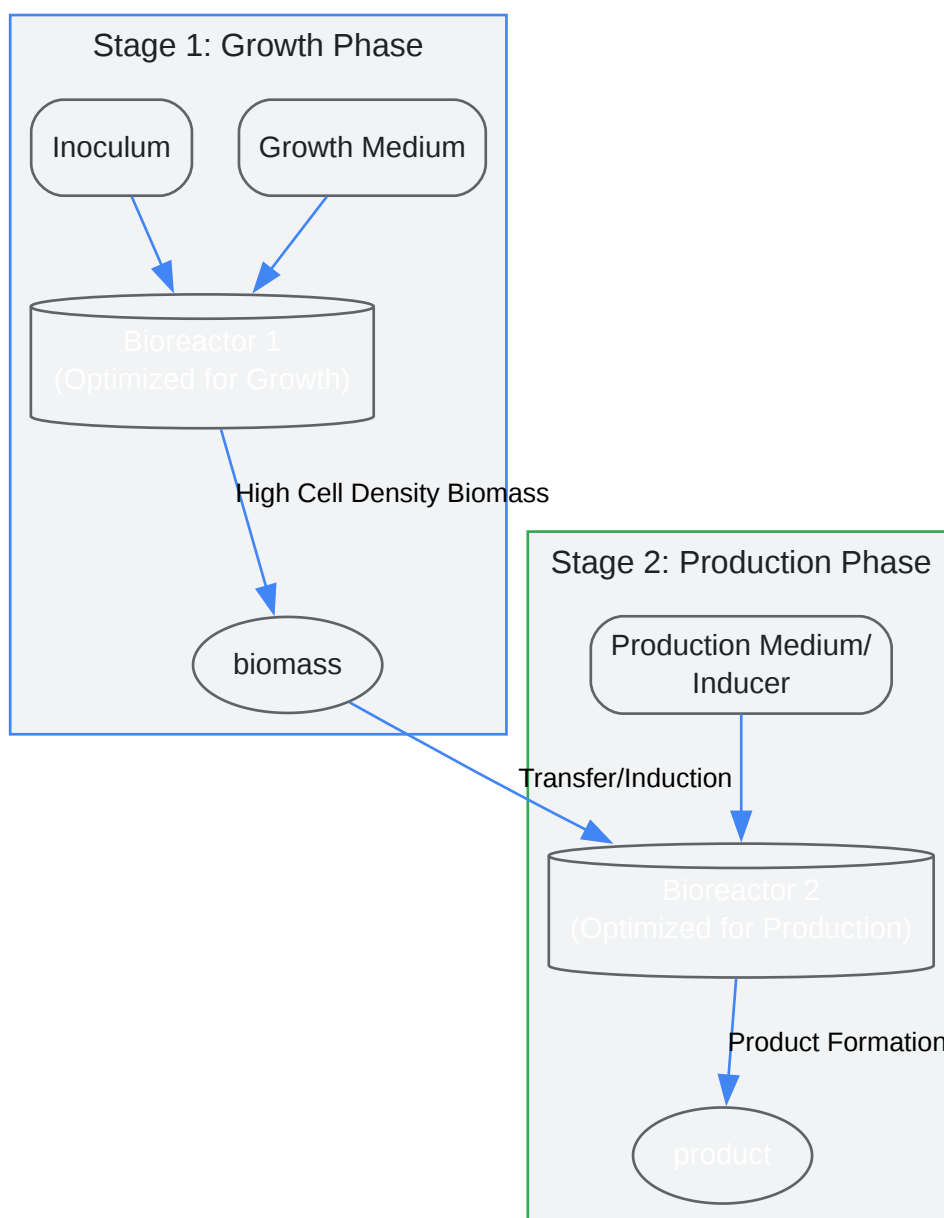 Stage 1: Growth Phase
Inoculum
Growth Medium
Bioreactor 1
(Optimized for Growth)
High Cell Density Biomass
biomass
Stage 2: Production Phase
Production Medium/
Inducer
Transfer/Induction
Bioreactor 2
(Optimized for Production)
Product Formation
product